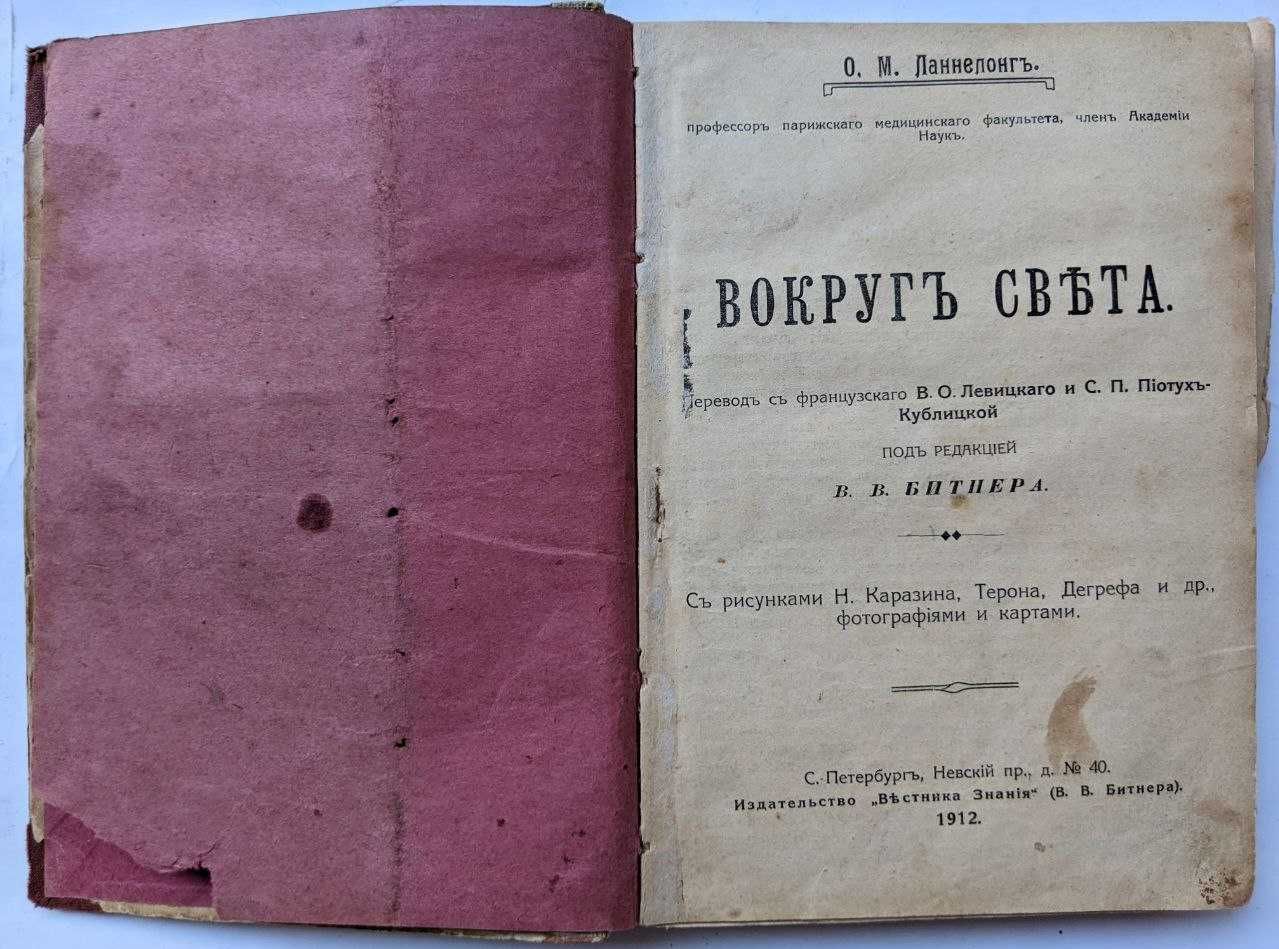 О. М. Ланнелонгъ.
профессоръ парижскаго медицинскаго факультета, членъ Академіи
Наукъ.
ВОКРУГЪ СВѢТА.
Переводъ съ французскаго В. О. Левицкаго и С. П. Піотухъ-
Кублицкой
ПОДЪ РЕДАКЦІЕЙ
В. В. БИТНЕРА.
Съ рисунками Н. Каразина, Терона, Дегрефа и др.,
фотографіями и картами.
С.-Петербургъ, Невскій пр., д. № 40.
Издательство „Вѣстника Знанія“ (В. В. Битнера).
1912.